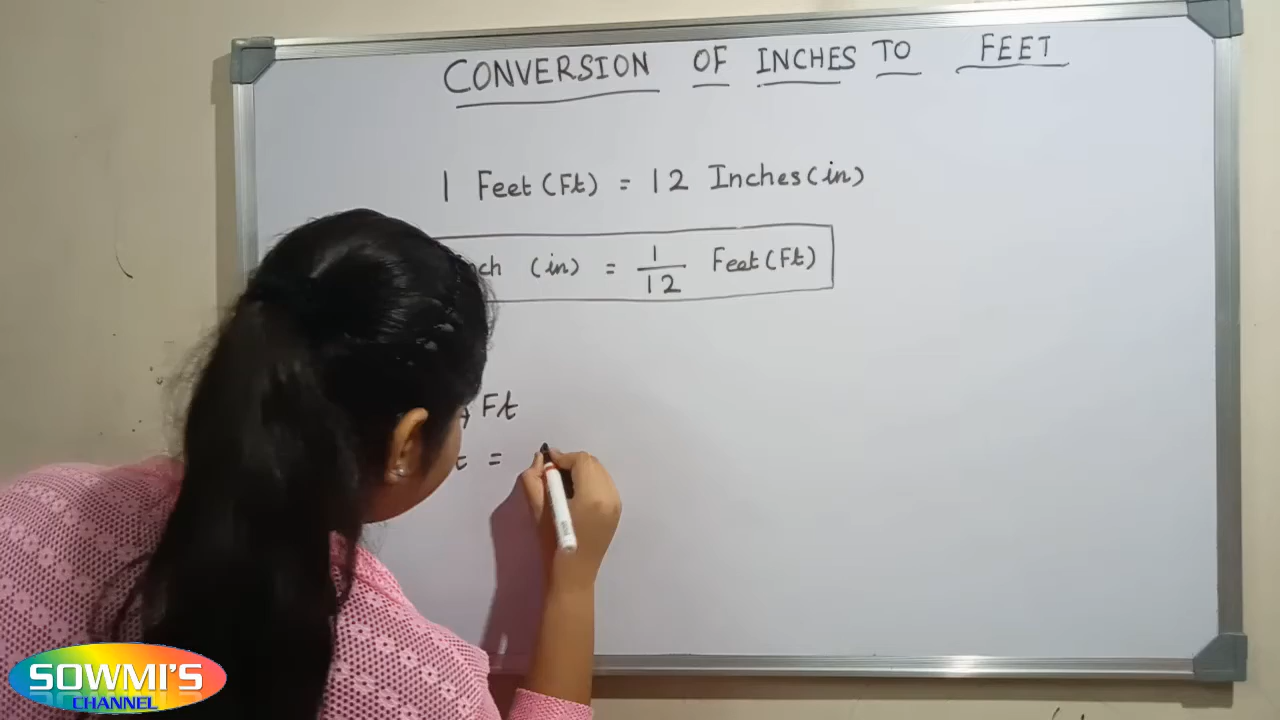 CONVERSION OF INCHES TO FEET
1 Feet (Ft) = 12 Inches (in)
(in) = 1/12 Feet (Ft)
Ft
=
SOWMI'S
CHANNEL